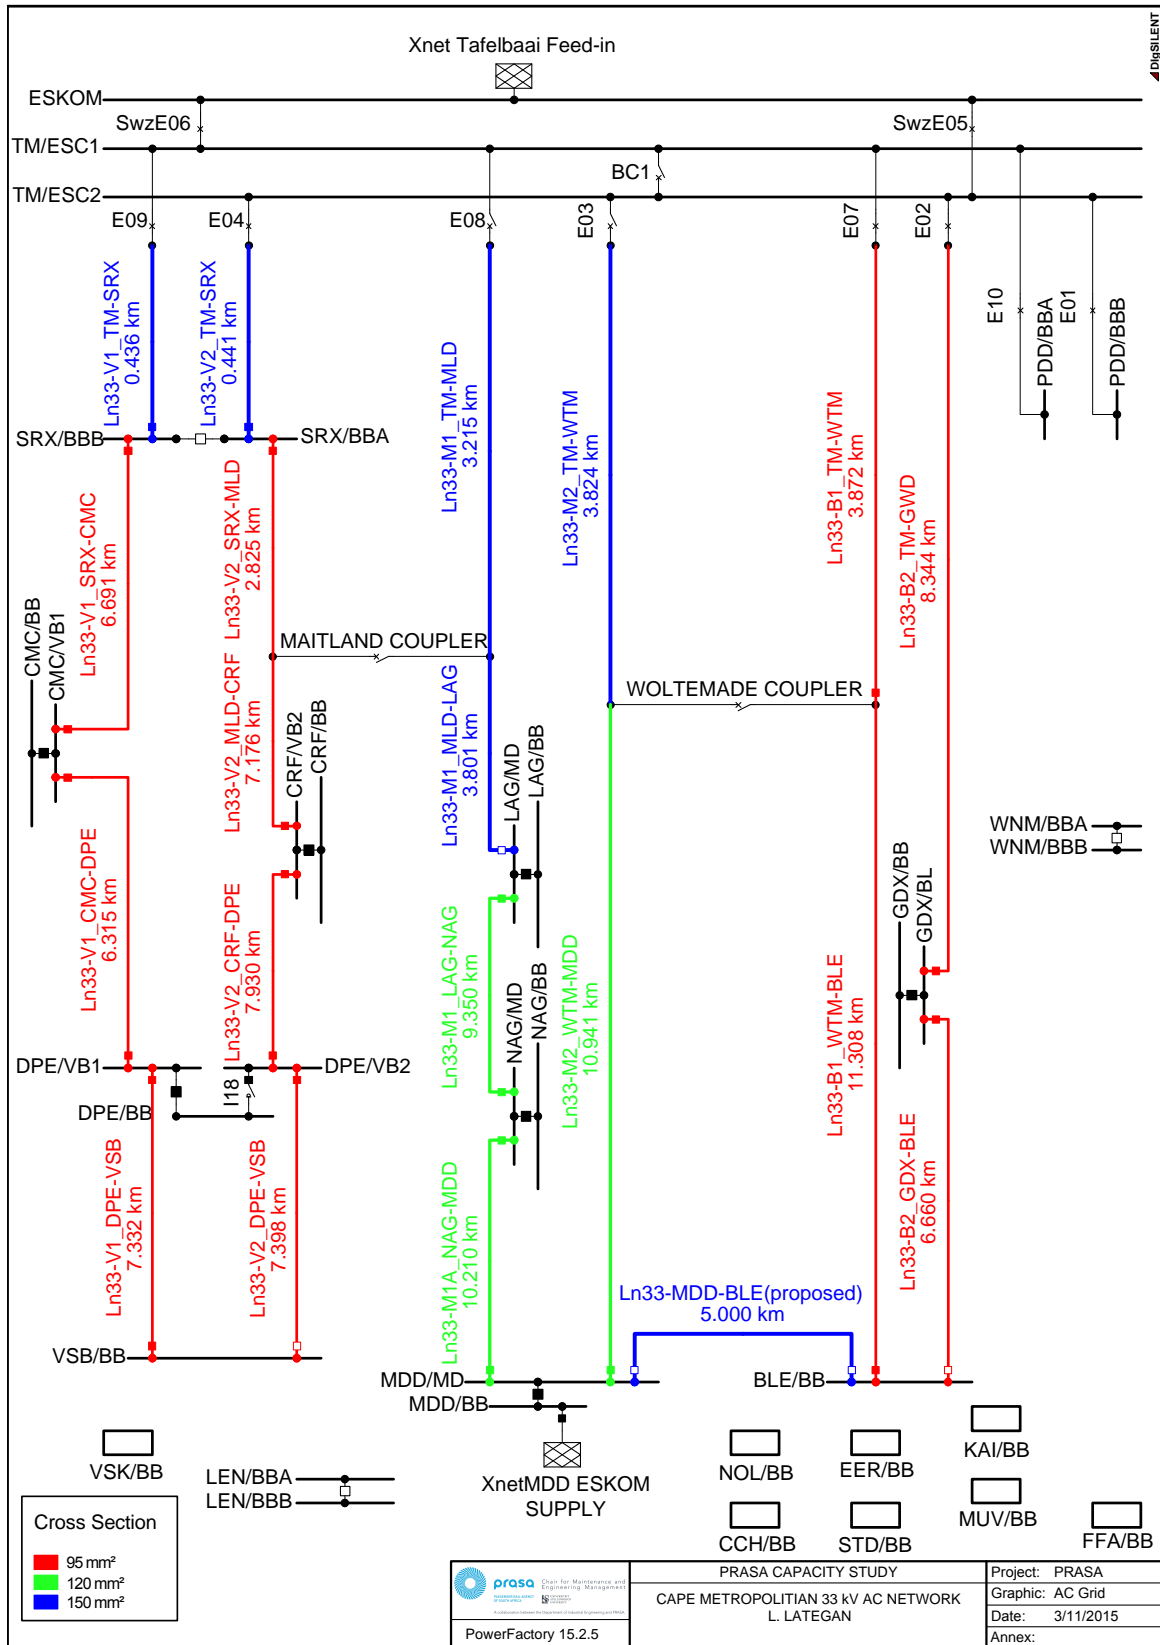 Xnet Tafelbaai Feed-in
DIgSILENT
ESKOM
SwzE06
SwzE05
TM/ESC1
BC1
TM/ESC2
E09
E04
E08
E03
E07
E02
E10
E01
PDD/BBA
PDD/BBB
Ln33-V1_TM-SRX
0.436 km
Ln33-V2_TM-SRX
0.441 km
Ln33-M1_TM-MLD
3.215 km
Ln33-M2_TM-WTM
3.824 km
Ln33-B1_TM-WTM
3.872 km
Ln33-B2_TM-GWD
8.344 km
SRX/BBB
SRX/BBA
Ln33-V1_SRX-CMC
6.691 km
Ln33-V2_SRX-MLD
2.825 km
MAITLAND COUPLER
WOLTEMADE COUPLER
CMC/BB
CMC/VB1
Ln33-V2_MLD-CRF
7.176 km
CRF/VB2
CRF/BB
Ln33-M1_MLD-LAG
3.801 km
LAG/MD
LAG/BB
WNM/BBA
WNM/BBB
GDX/BB
GDX/BL
Ln33-V1_CMC-DPE
6.315 km
Ln33-V2_CRF-DPE
7.930 km
Ln33-M1_LAG-NAG
9.350 km
NAG/MD
NAG/BB
Ln33-M2_WTM-MDD
10.941 km
Ln33-B1_WTM-BLE
11.308 km
DPE/VB1
DPE/VB2
I18
DPE/BB
Ln33-V1_DPE-VSB
7.332 km
Ln33-V2_DPE-VSB
7.398 km
Ln33-M1A_NAG-MDD
10.210 km
Ln33-B2_GDX-BLE
6.660 km
Ln33-MDD-BLE(proposed)
5.000 km
VSB/BB
MDD/MD
BLE/BB
MDD/BB
VSK/BB
LEN/BBA
LEN/BBB
XnetMDD ESKOM
SUPPLY
NOL/BB
EER/BB
KAI/BB
CCH/BB
STD/BB
MUV/BB
FFA/BB
Cross Section
95 mm²
120 mm²
150 mm²
prasa
Chair for Maintenance and
Engineering Management
PowerFactory 15.2.5
PRASA CAPACITY STUDY
CAPE METROPOLITIAN 33 kV AC NETWORK
L. LATEGAN
Project: PRASA
Graphic: AC Grid
Date: 3/11/2015
Annex: